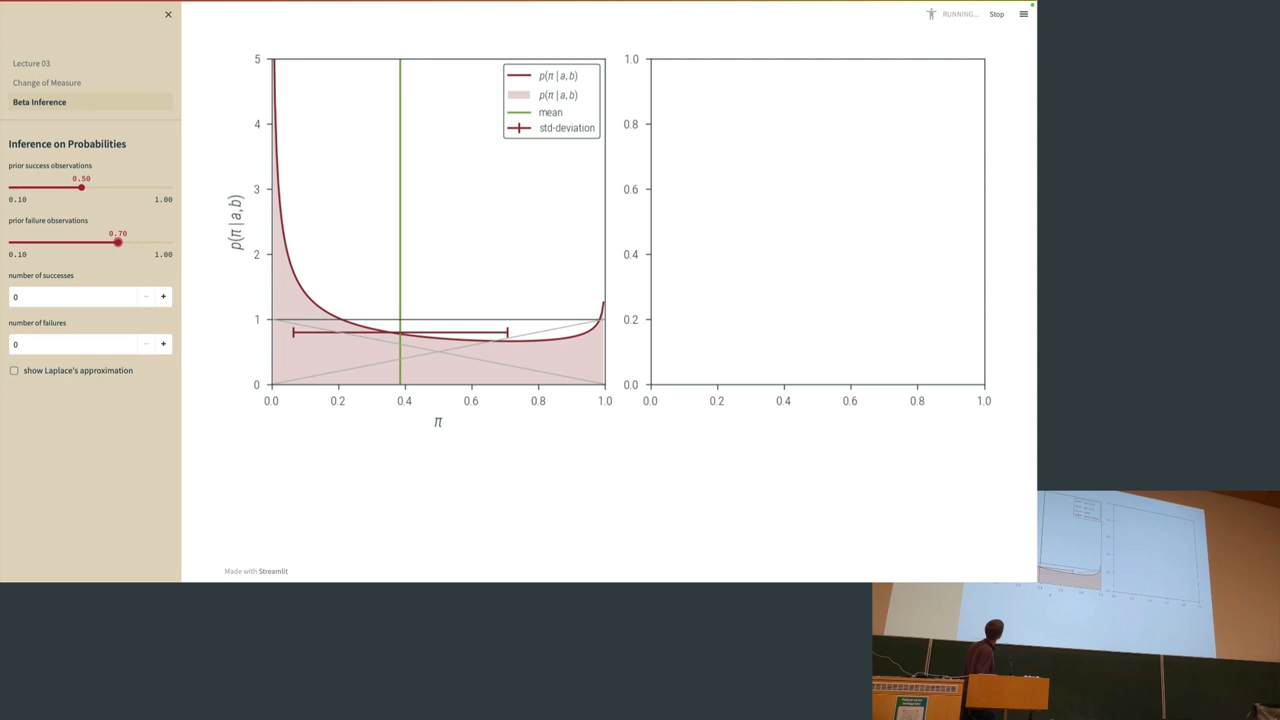 RUNNING...
Stop
Lecture 03
Change of Measure
Beta Inference
Inference on Probabilities
prior success observations
0.50
0.10 1.00
prior failure observations
0.70
0.10 1.00
number of successes
0
number of failures
0
show Laplace's approximation
5
4
3
2
1
0
p(π | a, b)
0.0 0.2 0.4 0.6 0.8 1.0
π
p(π | a, b)
p(π | a, b)
mean
std-deviation
1.0
0.8
0.6
0.4
0.2
0.0
0.0 0.2 0.4 0.6 0.8 1.0
Made with Streamlit